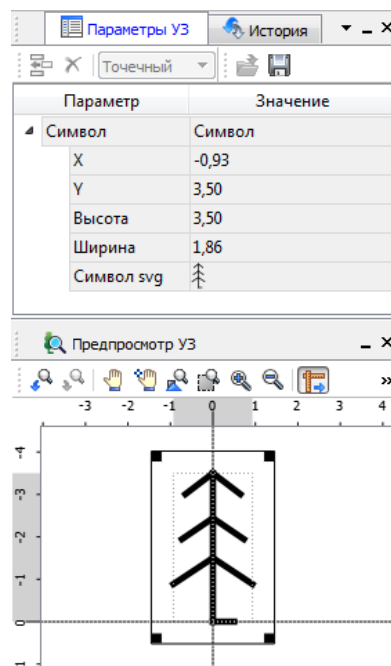 Параметры УЗ История
Точечный
Параметр Значение
Символ Символ
X -0,93
Y 3,50
Высота 3,50
Ширина 1,86
Символ svg
Предпросмотр УЗ
»
-3 -2 -1 0 1 2 3 4
-4
-3
-2
-1
0
1